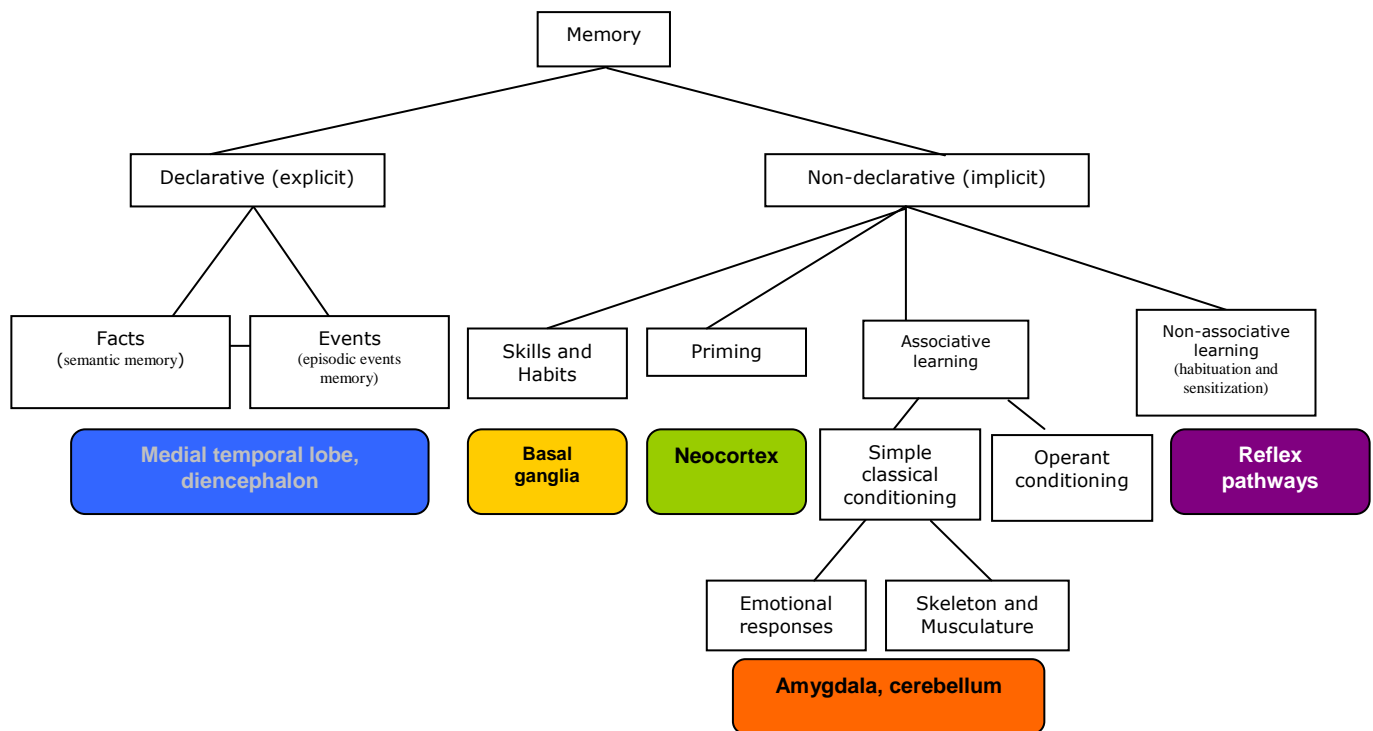 Memory
Declarative (explicit)
Non-declarative (implicit)
Facts
(semantic memory)
Events
(episodic events
memory)
Skills and
Habits
Priming
Associative
learning
Non-associative
learning
(habituation and
sensitization)
Medial temporal lobe,
diencephalon
Basal
ganglia
Neocortex
Simple
classical
conditioning
Operant
conditioning
Reflex
pathways
Emotional
responses
Skeleton and
Musculature
Amygdala, cerebellum